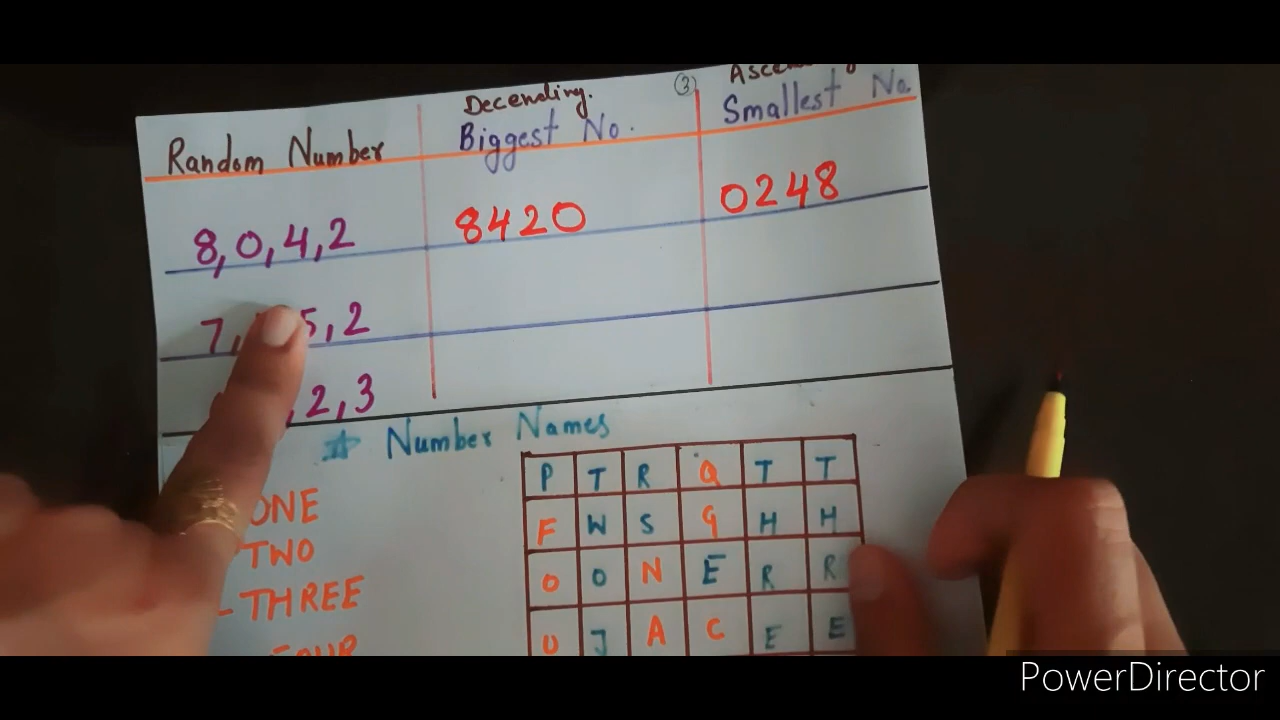 Decending. ③
Random Number Biggest No. Smallest No.
8,0,4,2 8420 0248
7, 5,2
,2,3
Number Names
ONE
TWO
-THREE
P T R Q T T
F W S G H H
O O N E R R
U J A C E E
PowerDirector